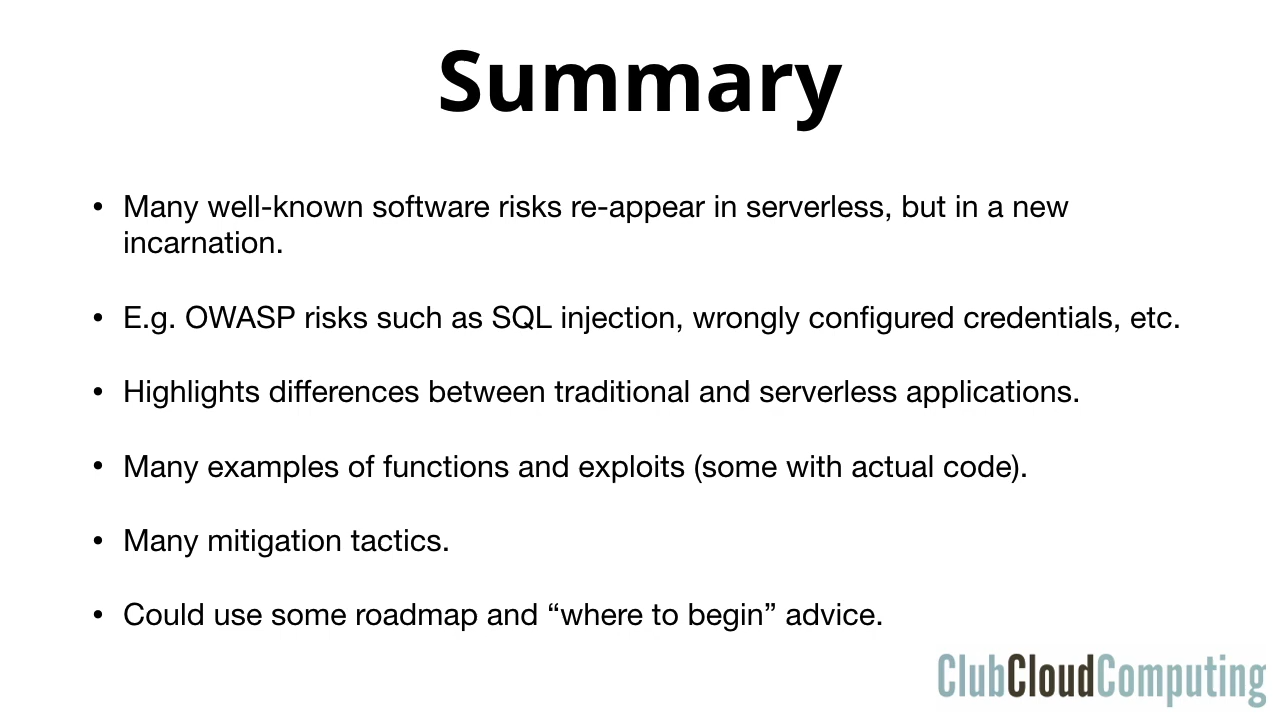 Summary
• Many well-known software risks re-appear in serverless, but in a new
incarnation.
• E.g. OWASP risks such as SQL injection, wrongly configured credentials, etc.
• Highlights differences between traditional and serverless applications.
• Many examples of functions and exploits (some with actual code).
• Many mitigation tactics.
• Could use some roadmap and “where to begin” advice.
ClubCloudComputing